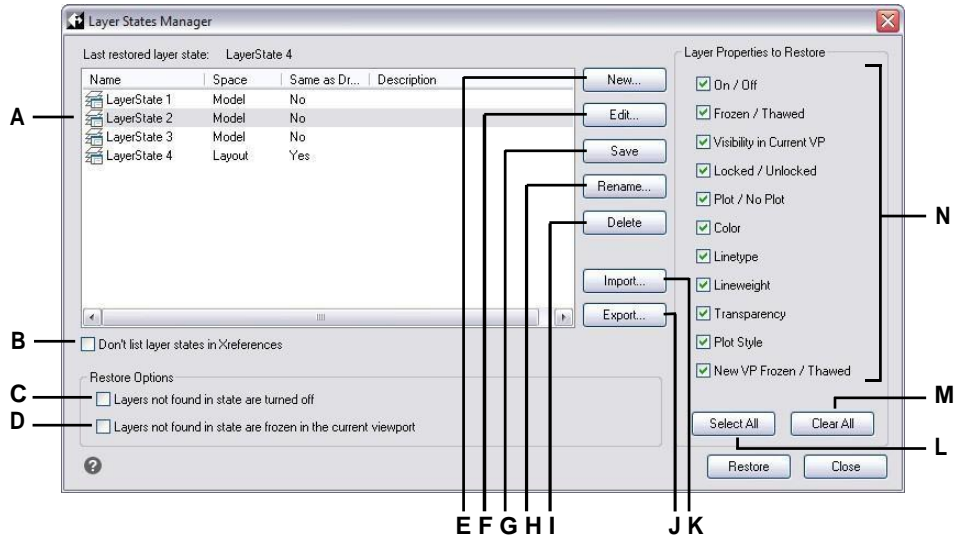 Layer States Manager
Last restored layer state: LayerState 4
Name Space Same as Dr... Description
LayerState 1 Model No
LayerState 2 Model No
LayerState 3 Model No
LayerState 4 Layout Yes
New...
Edit...
Save
Rename...
Delete
Import...
Export...
Don't list layer states in Xreferences
Restore Options
Layers not found in state are turned off
Layers not found in state are frozen in the current viewport
?
Layer Properties to Restore
On / Off
Frozen / Thawed
Visibility in Current VP
Locked / Unlocked
Plot / No Plot
Color
Linetype
Lineweight
Transparency
Plot Style
New VP Frozen / Thawed
Select All Clear All
Restore Close
A
B
C
D
E F G H I J K
L
M
N